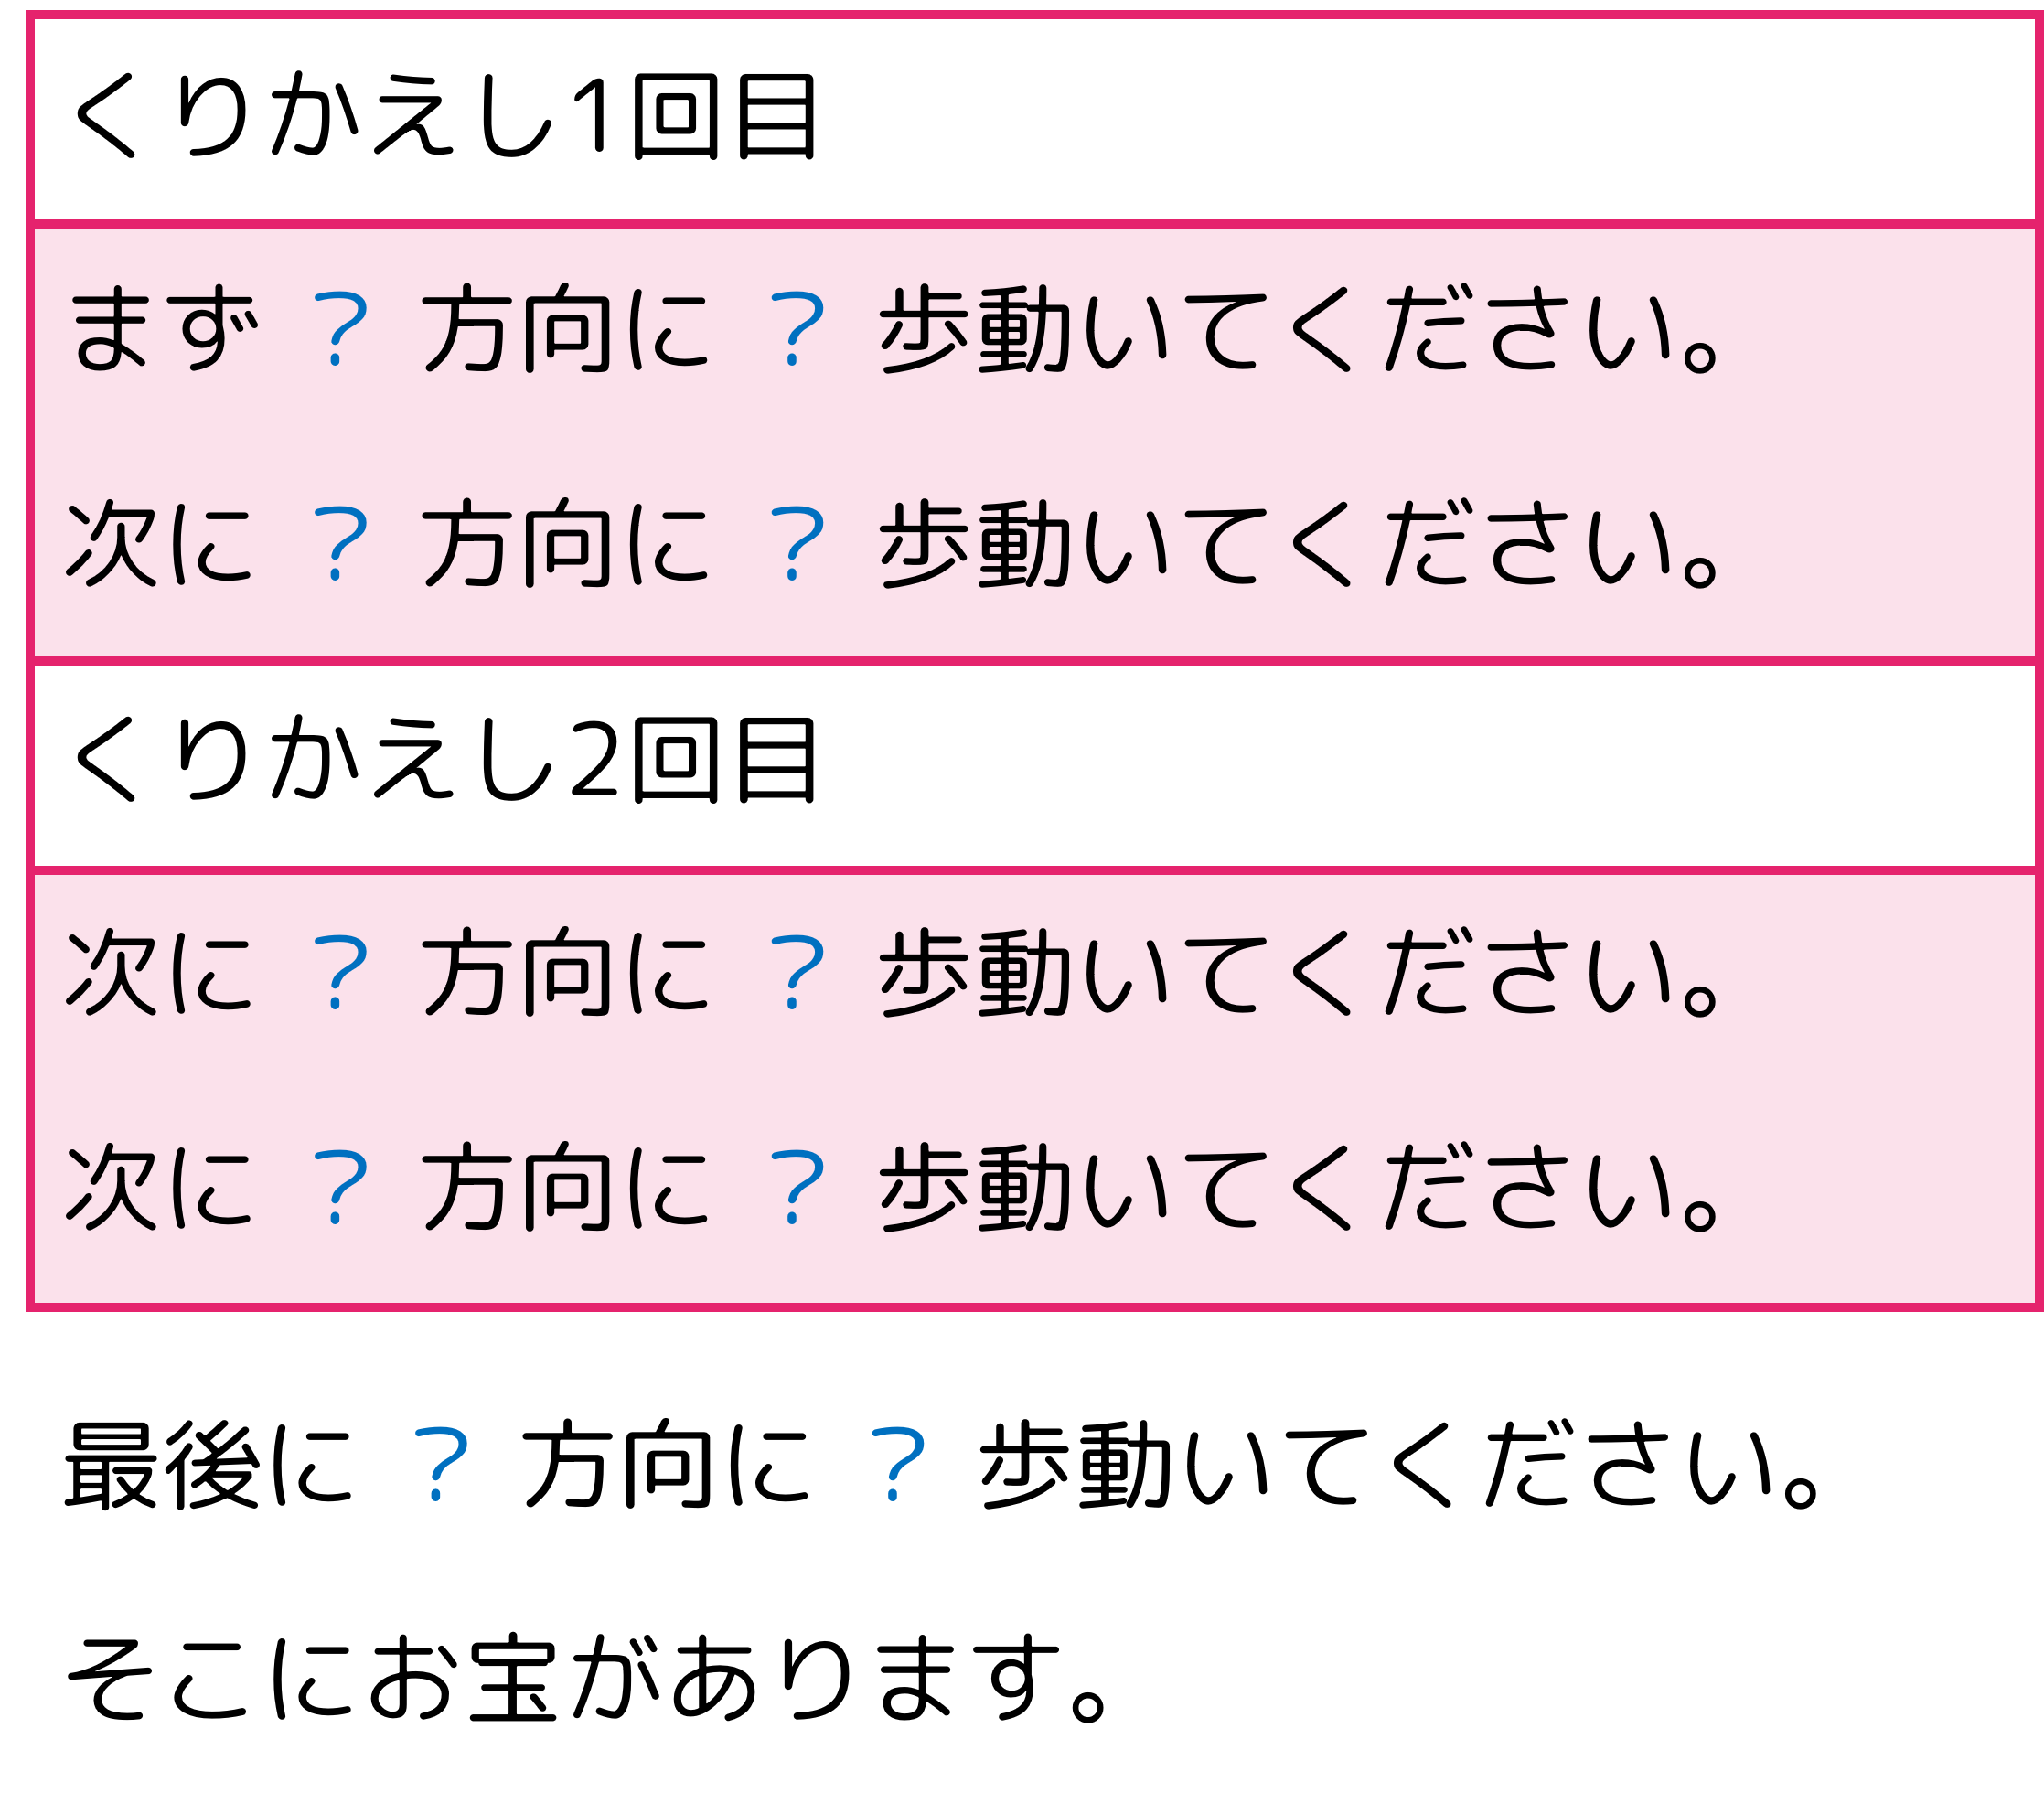 くりかえし1回目
まず ? 方向に ? 歩動いてください。
次に ? 方向に ? 歩動いてください。
くりかえし2回目
次に ? 方向に ? 歩動いてください。
次に ? 方向に ? 歩動いてください。
最後に ? 方向に ? 歩動いてください。
そこにお宝があります。